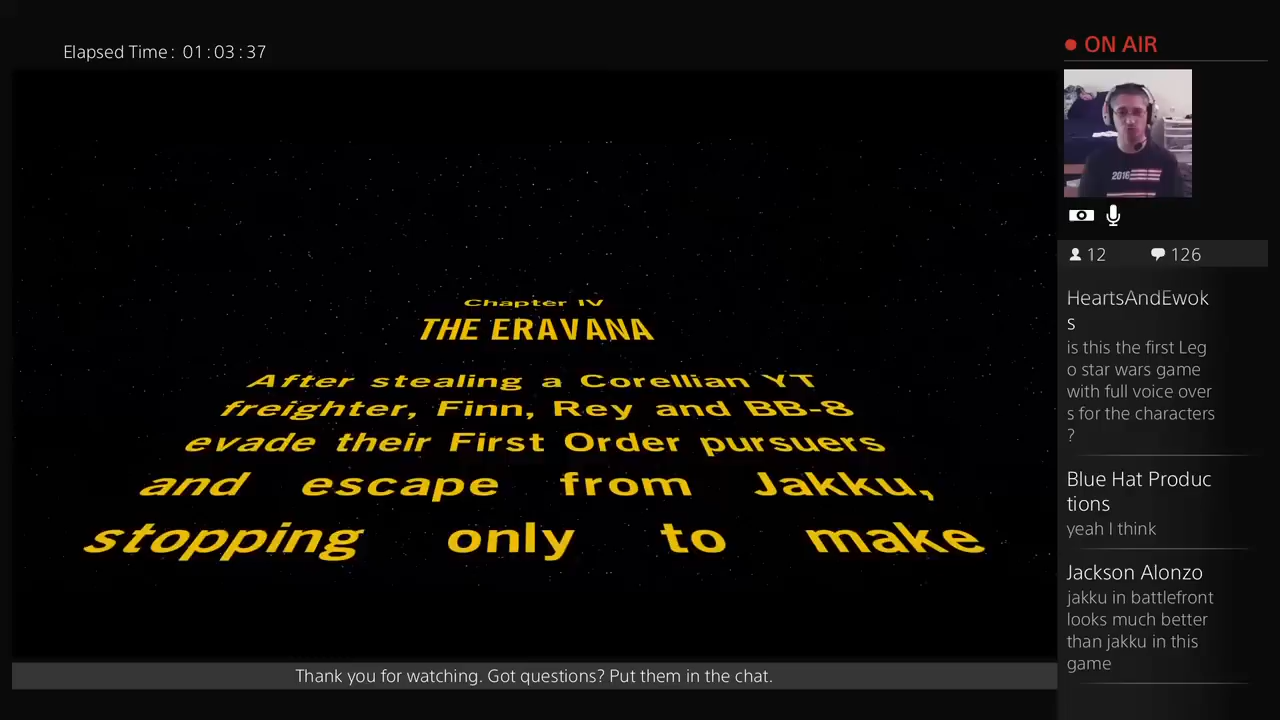 Elapsed Time: 01:03:37
ON AIR
2016
12 126
Chapter IV
THE ERAVANA
After stealing a Corellian YT
freighter, Finn, Rey and BB-8
evade their First Order pursuers
and escape from Jakku,
stopping only to make
HeartsAndEwok
s
is this the first Leg
o star wars game
with full voice over
s for the characters
?
Blue Hat Produc
tions
yeah I think
Jackson Alonzo
jakku in battlefront
looks much better
than jakku in this
game
Thank you for watching. Got questions? Put them in the chat.